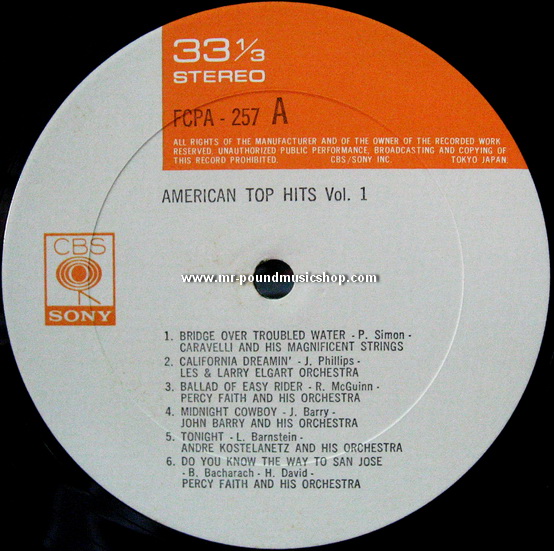 33 1/3
STEREO
FCPA - 257 A
ALL RIGHTS OF THE MANUFACTURER AND OF THE OWNER OF THE RECORDED WORK
RESERVED. UNAUTHORIZED PUBLIC PERFORMANCE, BROADCASTING AND COPYING OF
THIS RECORD PROHIBITED. CBS/SONY INC. TOKYO JAPAN.
AMERICAN TOP HITS Vol. 1
CBS
SONY
www.mr-poundmusicshop.com
1. BRIDGE OVER TROUBLED WATER - P. Simon -
CARAVELLI AND HIS MAGNIFICENT STRINGS
2. CALIFORNIA DREAMIN' - J. Phillips -
LES & LARRY ELGART ORCHESTRA
3. BALLAD OF EASY RIDER - R. McGuinn -
PERCY FAITH AND HIS ORCHESTRA
4. MIDNIGHT COWBOY - J. Barry -
JOHN BARRY AND HIS ORCHESTRA
5. TONIGHT - L. Barnstein -
ANDRE KOSTELANETZ AND HIS ORCHESTRA
6. DO YOU KNOW THE WAY TO SAN JOSE
- B. Bacharach - H. David -
PERCY FAITH AND HIS ORCHESTRA